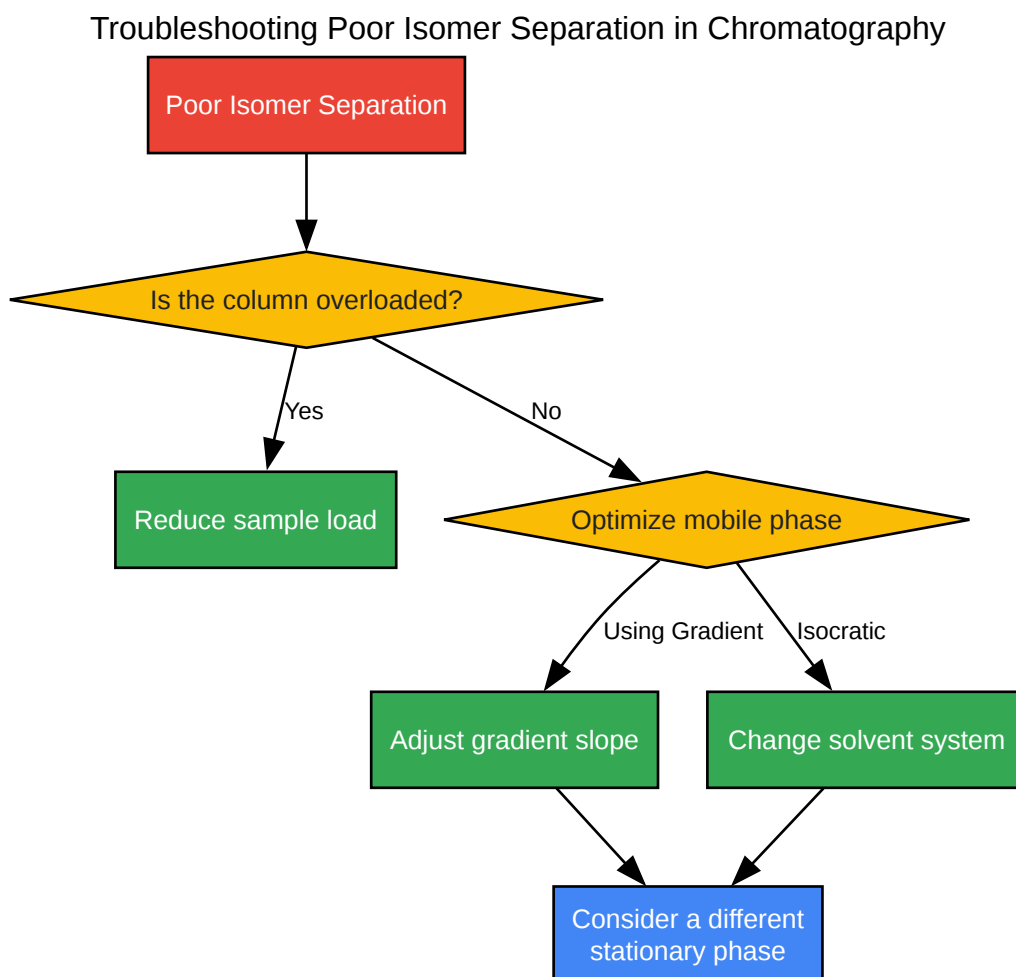 Troubleshooting Poor Isomer Separation in Chromatography
Poor Isomer Separation
Is the column overloaded?
Yes
No
Reduce sample load
Optimize mobile phase
Using Gradient
Isocratic
Adjust gradient slope
Change solvent system
Consider a different
stationary phase